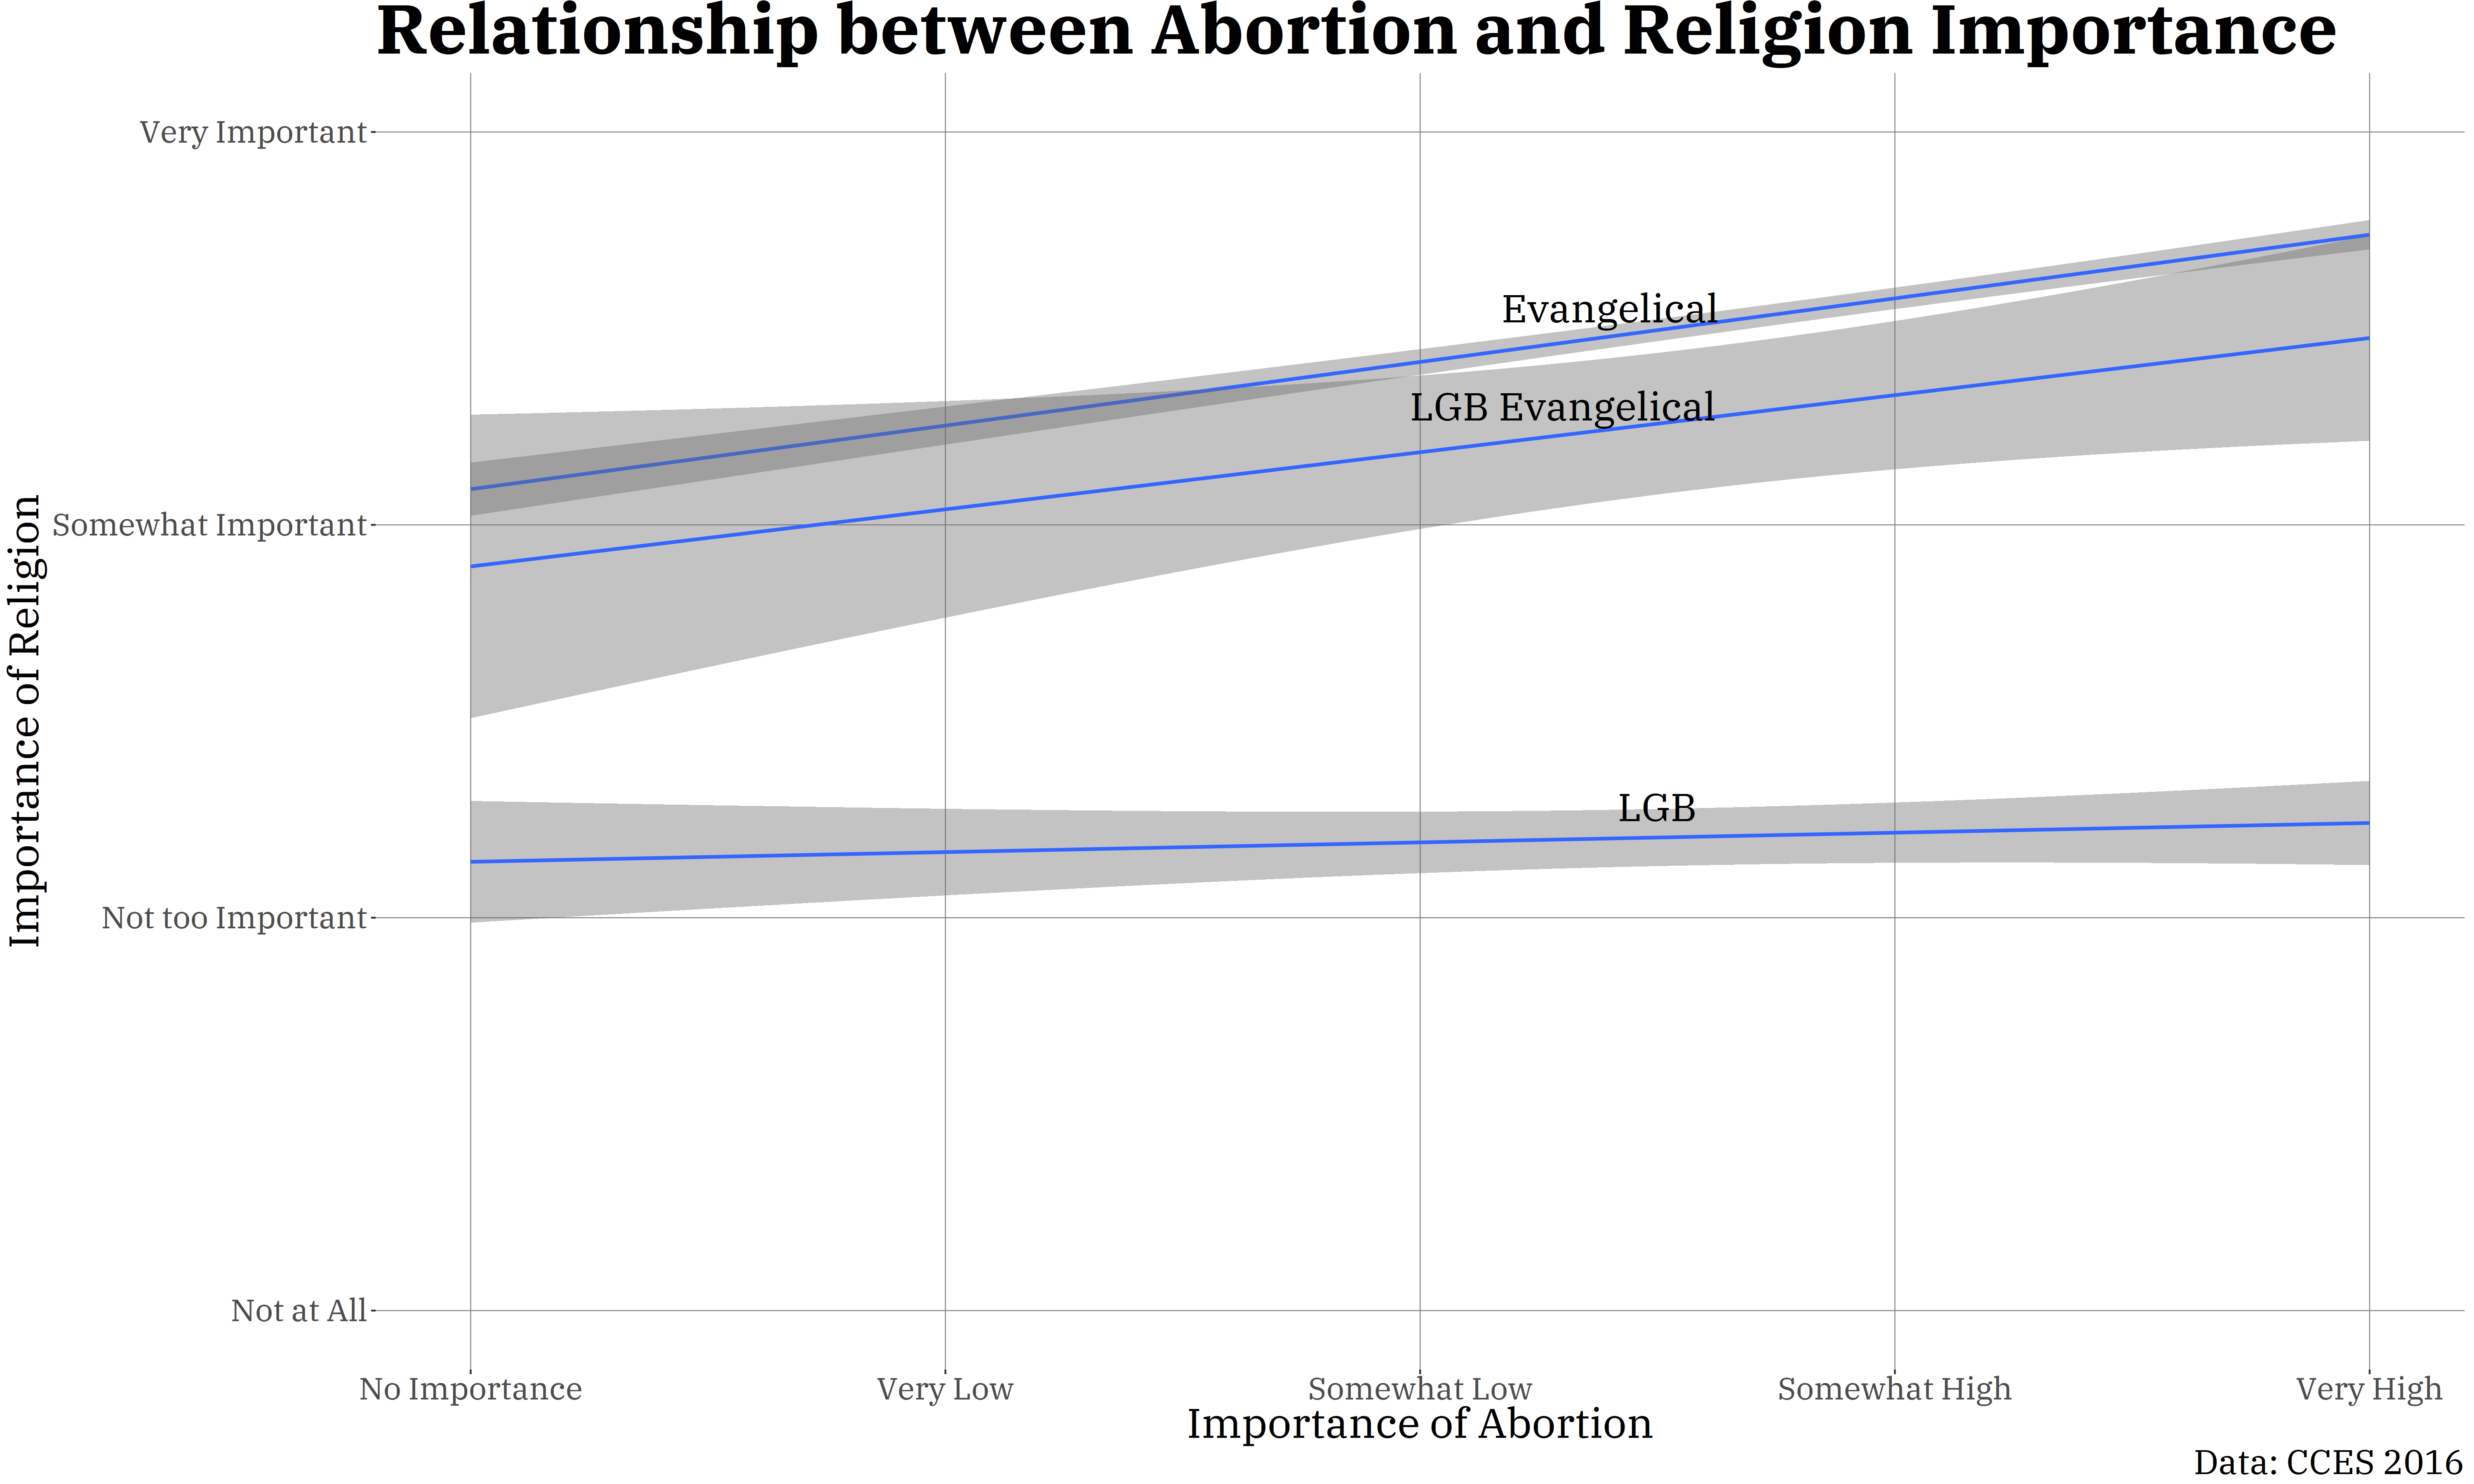 Relationship between Abortion and Religion Importance
Very Important
Evangelical
LGB Evangelical
Somewhat Important
Importance of Religion
LGB
Not too Important
Not at All
No Importance
Very Low
Somewhat Low
Somewhat High
Very High
Importance of Abortion
Data: CCES 2016